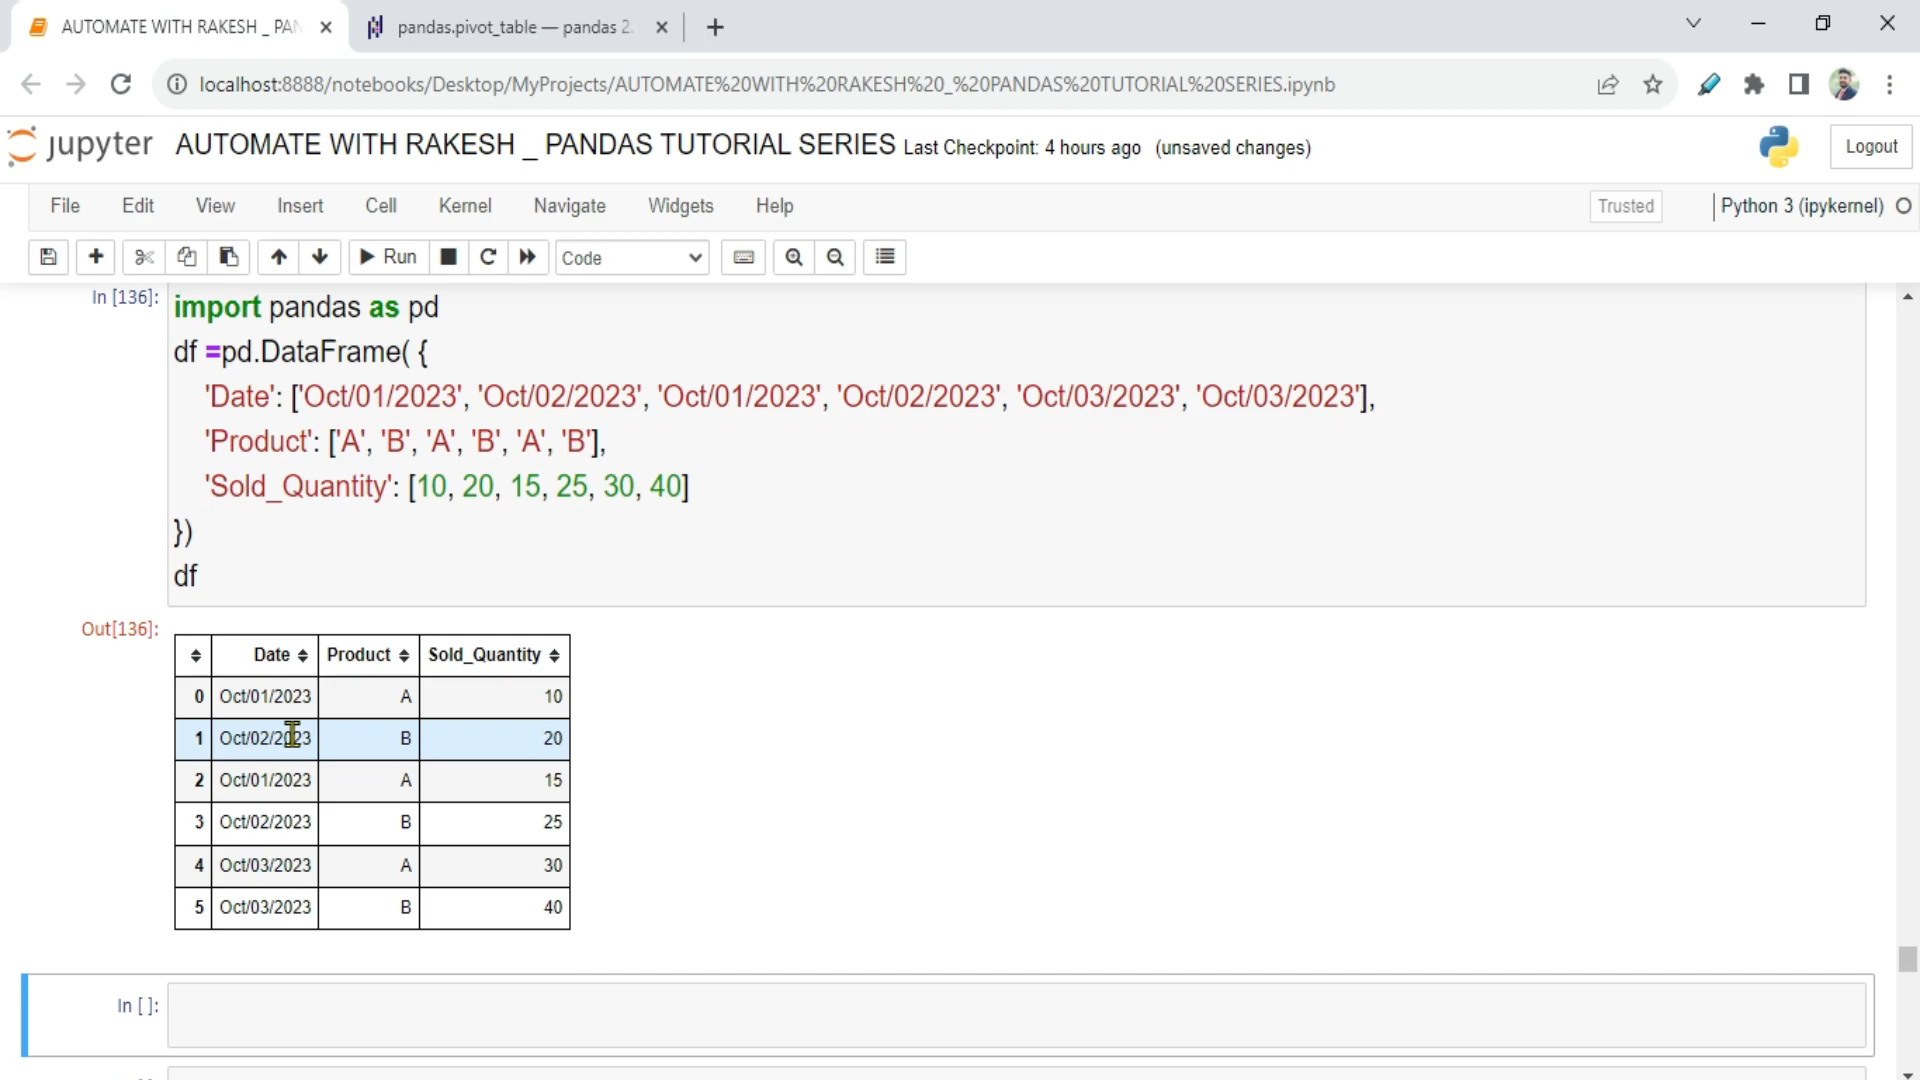 AUTOMATE WITH RAKESH _ PAN
pandas.pivot_table — pandas 2.
localhost:8888/notebooks/Desktop/MyProjects/AUTOMATE%20WITH%20RAKESH%20_%20PANDAS%20TUTORIAL%20SERIES.ipynb
jupyter AUTOMATE WITH RAKESH _ PANDAS TUTORIAL SERIES Last Checkpoint: 4 hours ago (unsaved changes)
Logout
File Edit View Insert Cell Kernel Navigate Widgets Help
Trusted
Python 3 (ipykernel)
Run
Code
In [136]:
import pandas as pd
df =pd.DataFrame( {
'Date': ['Oct/01/2023', 'Oct/02/2023', 'Oct/01/2023', 'Oct/02/2023', 'Oct/03/2023', 'Oct/03/2023'],
'Product': ['A', 'B', 'A', 'B', 'A', 'B'],
'Sold_Quantity': [10, 20, 15, 25, 30, 40]
})
df
Out[136]:
Date Product Sold_Quantity
0 Oct/01/2023 A 10
1 Oct/02/2023 B 20
2 Oct/01/2023 A 15
3 Oct/02/2023 B 25
4 Oct/03/2023 A 30
5 Oct/03/2023 B 40
In [ ]: